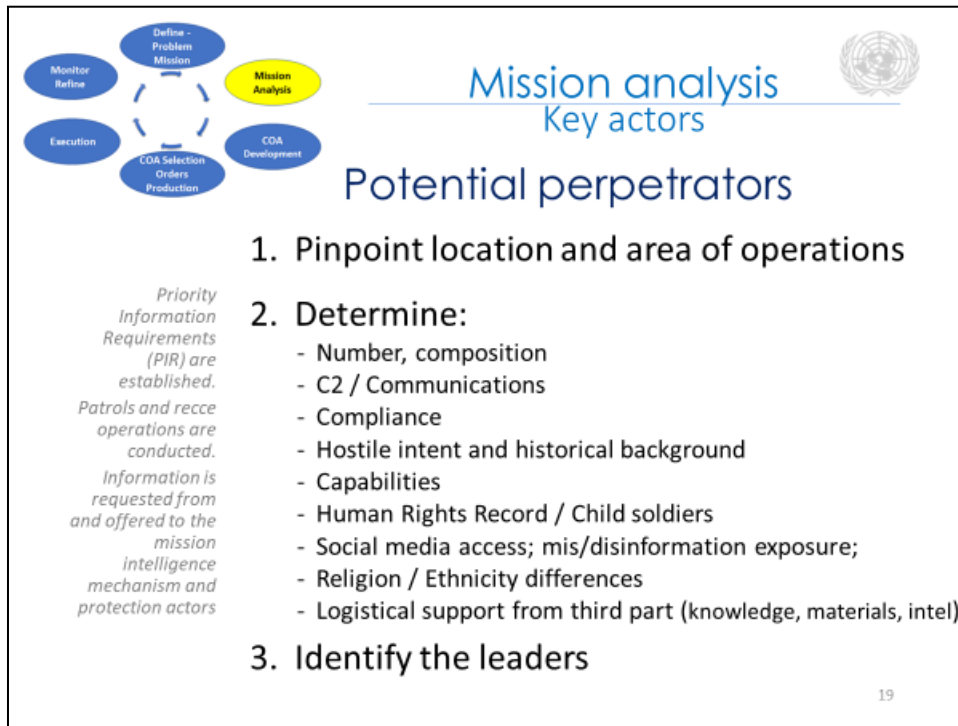 Define -
Problem
Mission
Monitor
Refine
Mission
Analysis
Execution
COA
Development
COA Selection
Orders
Production
Mission analysis
Key actors
Potential perpetrators
1. Pinpoint location and area of operations
Priority
Information
Requirements
(PIR) are
established.
Patrols and recce
operations are
conducted.
Information is
requested from
and offered to the
mission
intelligence
mechanism and
protection actors
2. Determine:
- Number, composition
- C2 / Communications
- Compliance
- Hostile intent and historical background
- Capabilities
- Human Rights Record / Child soldiers
- Social media access; mis/disinformation exposure;
- Religion / Ethnicity differences
- Logistical support from third part (knowledge, materials, intel)
3. Identify the leaders
19